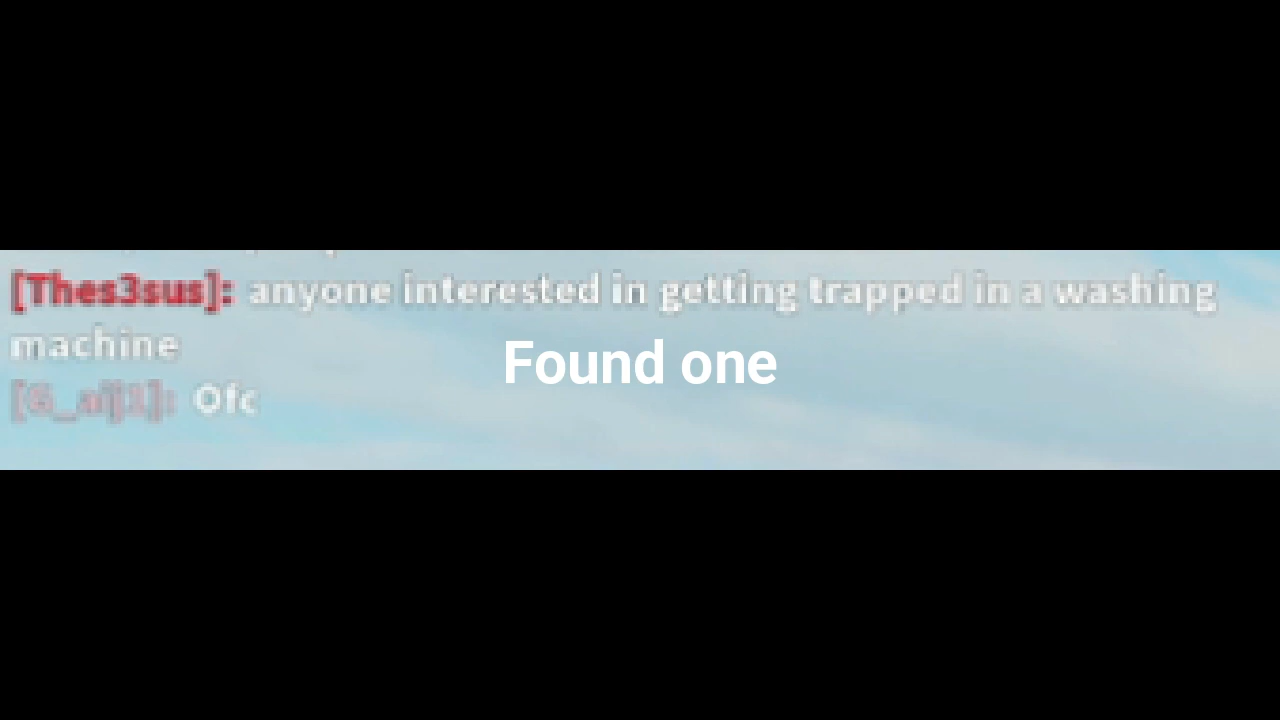 [Thes3sus]: anyone interested in getting trapped in a washing
machine
Found one
Ofc